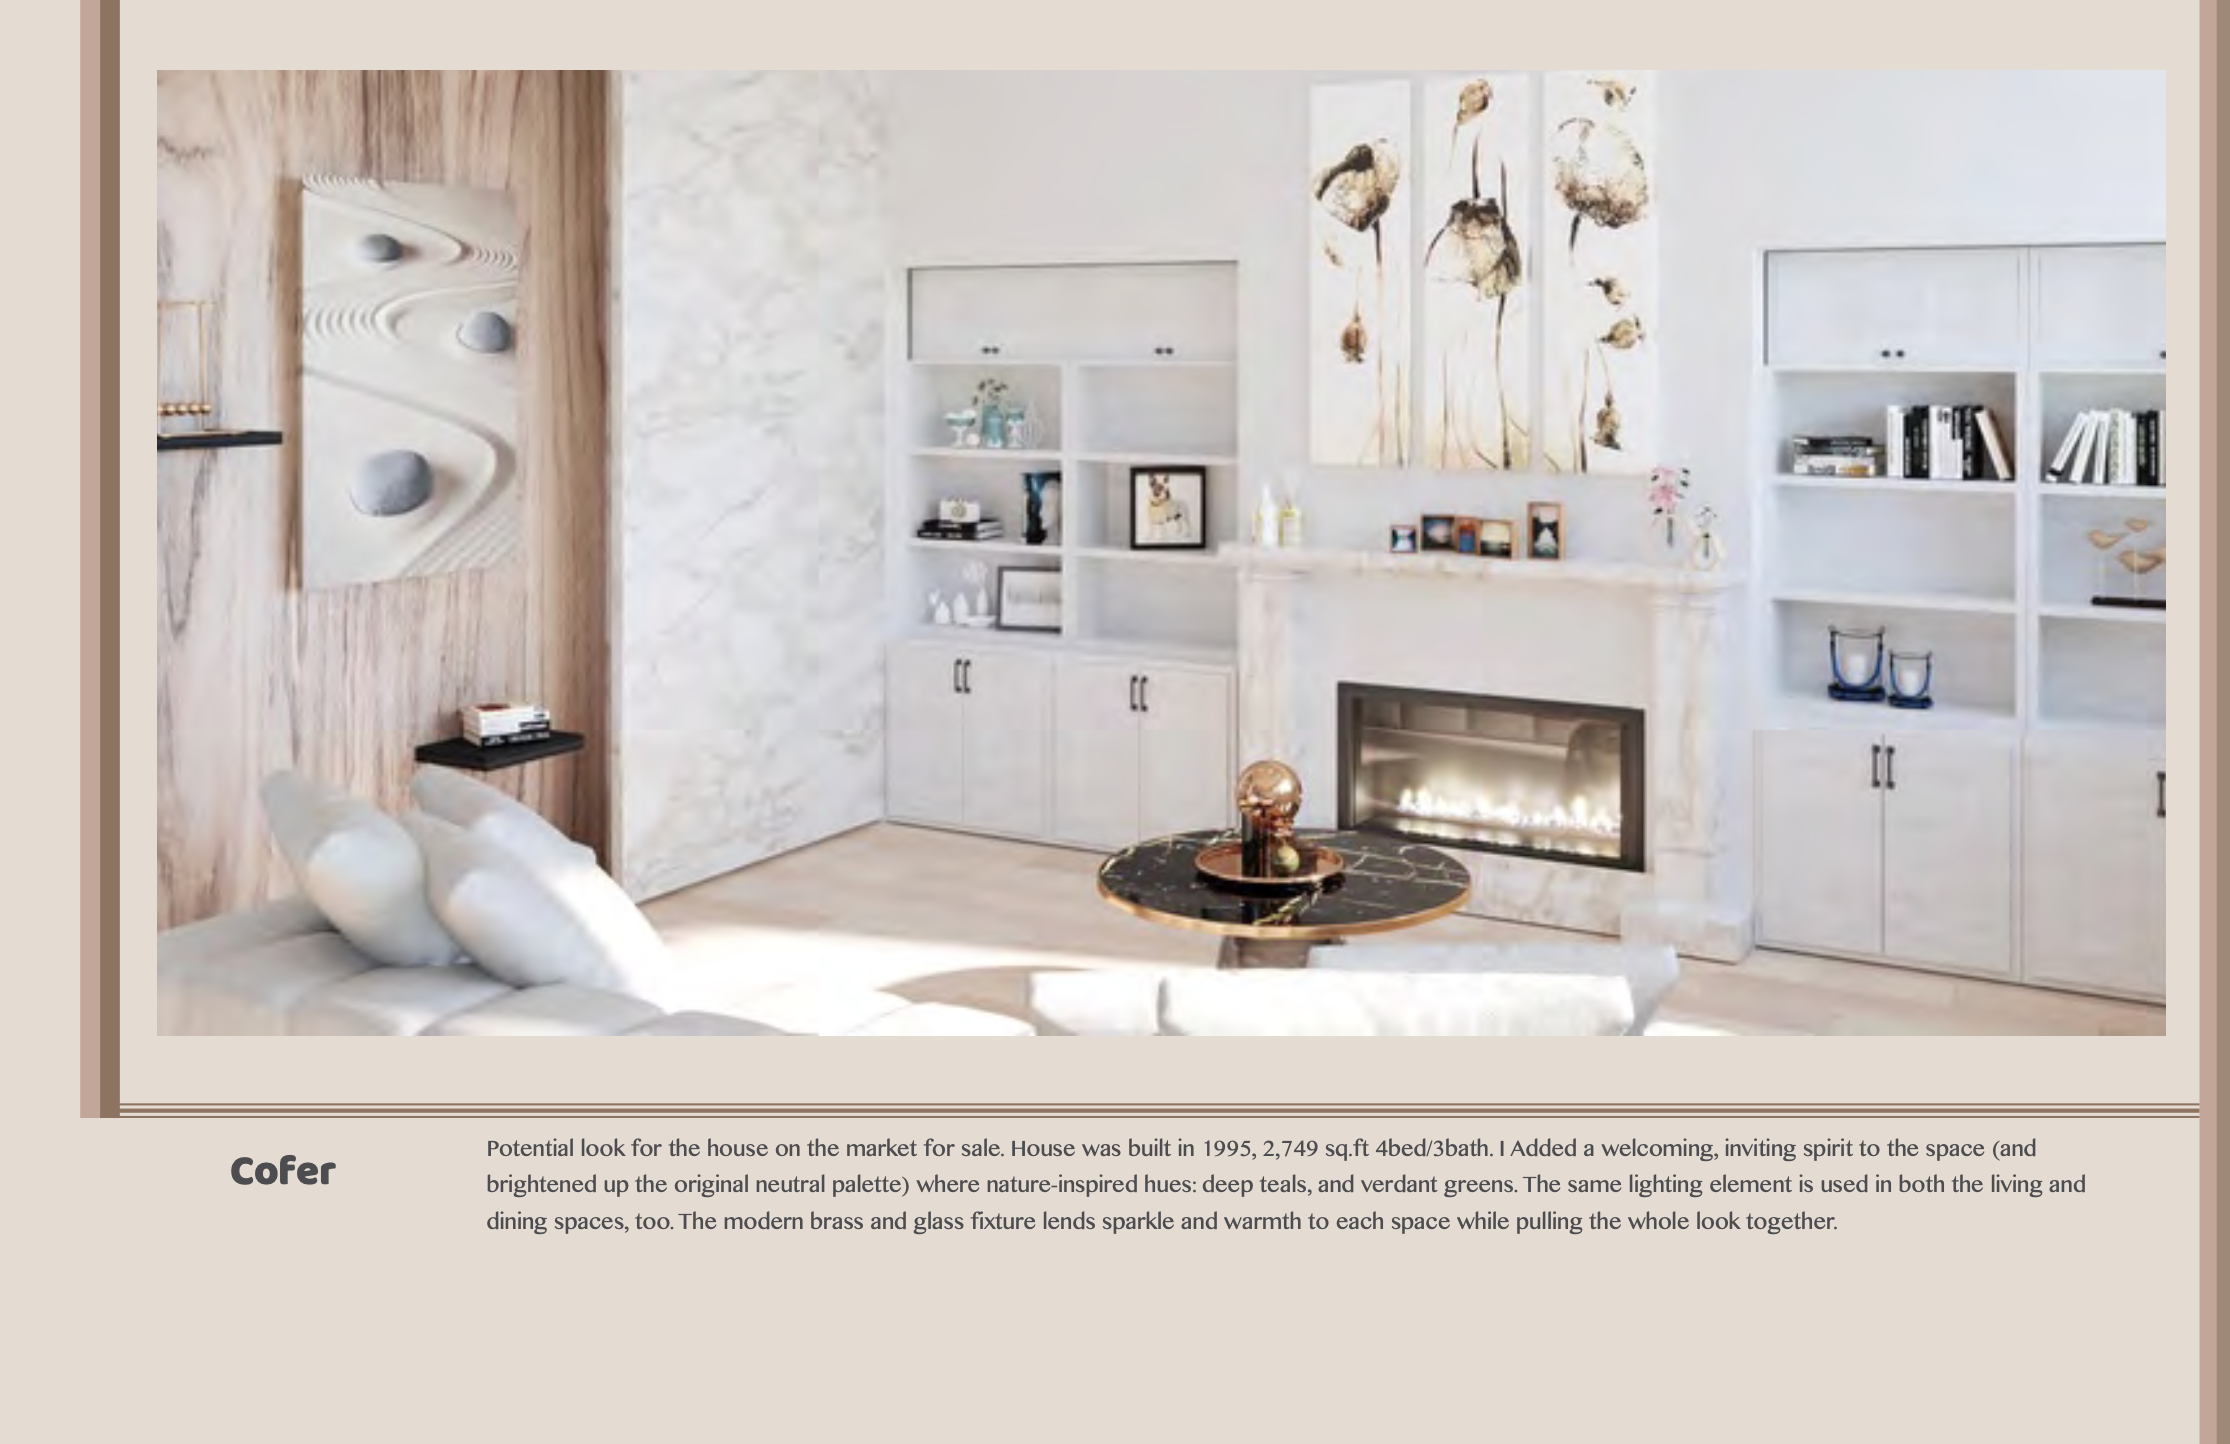 Cofer
Potential look for the house on the market for sale. House was built in 1995, 2,749 sq.ft 4bed/3bath. I Added a welcoming, inviting spirit to the space (and
brightened up the original neutral palette) where nature-inspired hues: deep teals, and verdant greens. The same lighting element is used in both the living and
dining spaces, too. The modern brass and glass fixture lends sparkle and warmth to each space while pulling the whole look together.